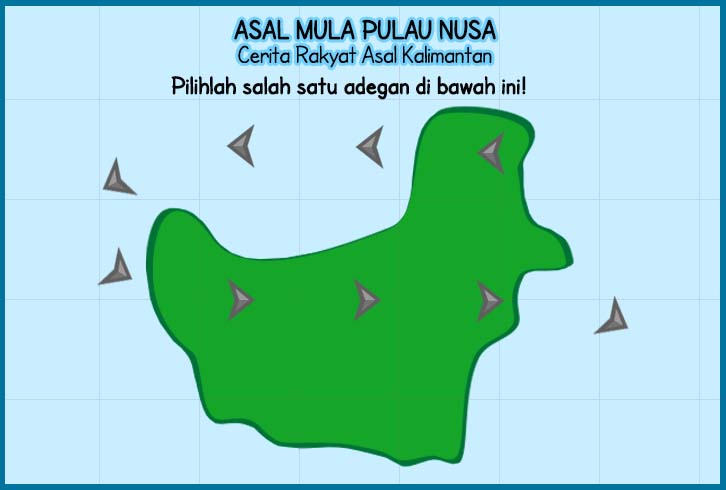 ASAL MULA PULAU NUSA
Cerita Rakyat Asal Kalimantan
Pilihlah salah satu adegan di bawah ini!